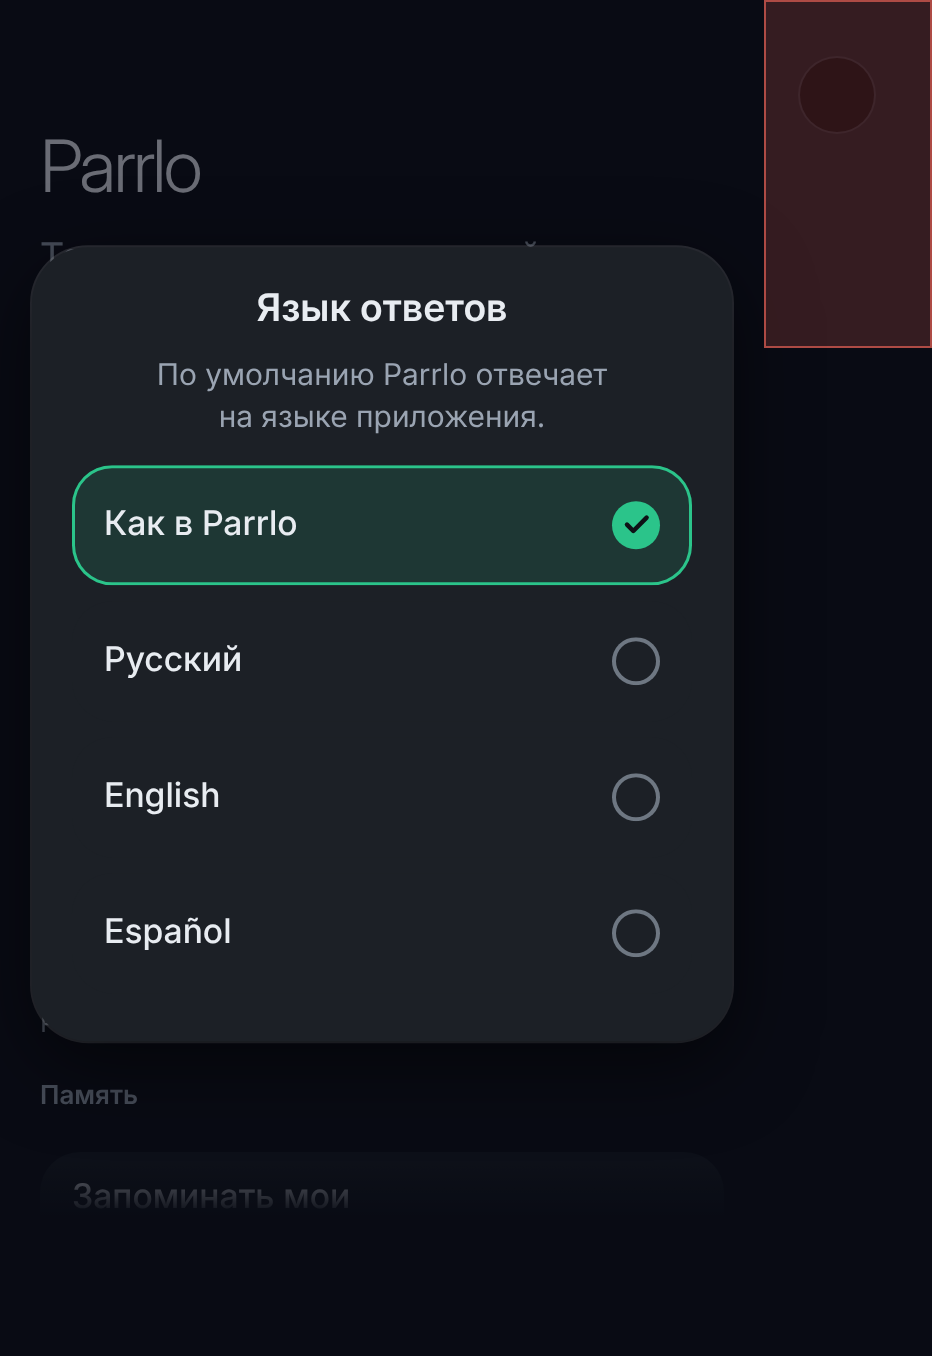 Parrlo
Язык ответов
По умолчанию Parrlo отвечает
на языке приложения.
Как в Parrlo
Русский
English
Español
Память
Запоминать мои